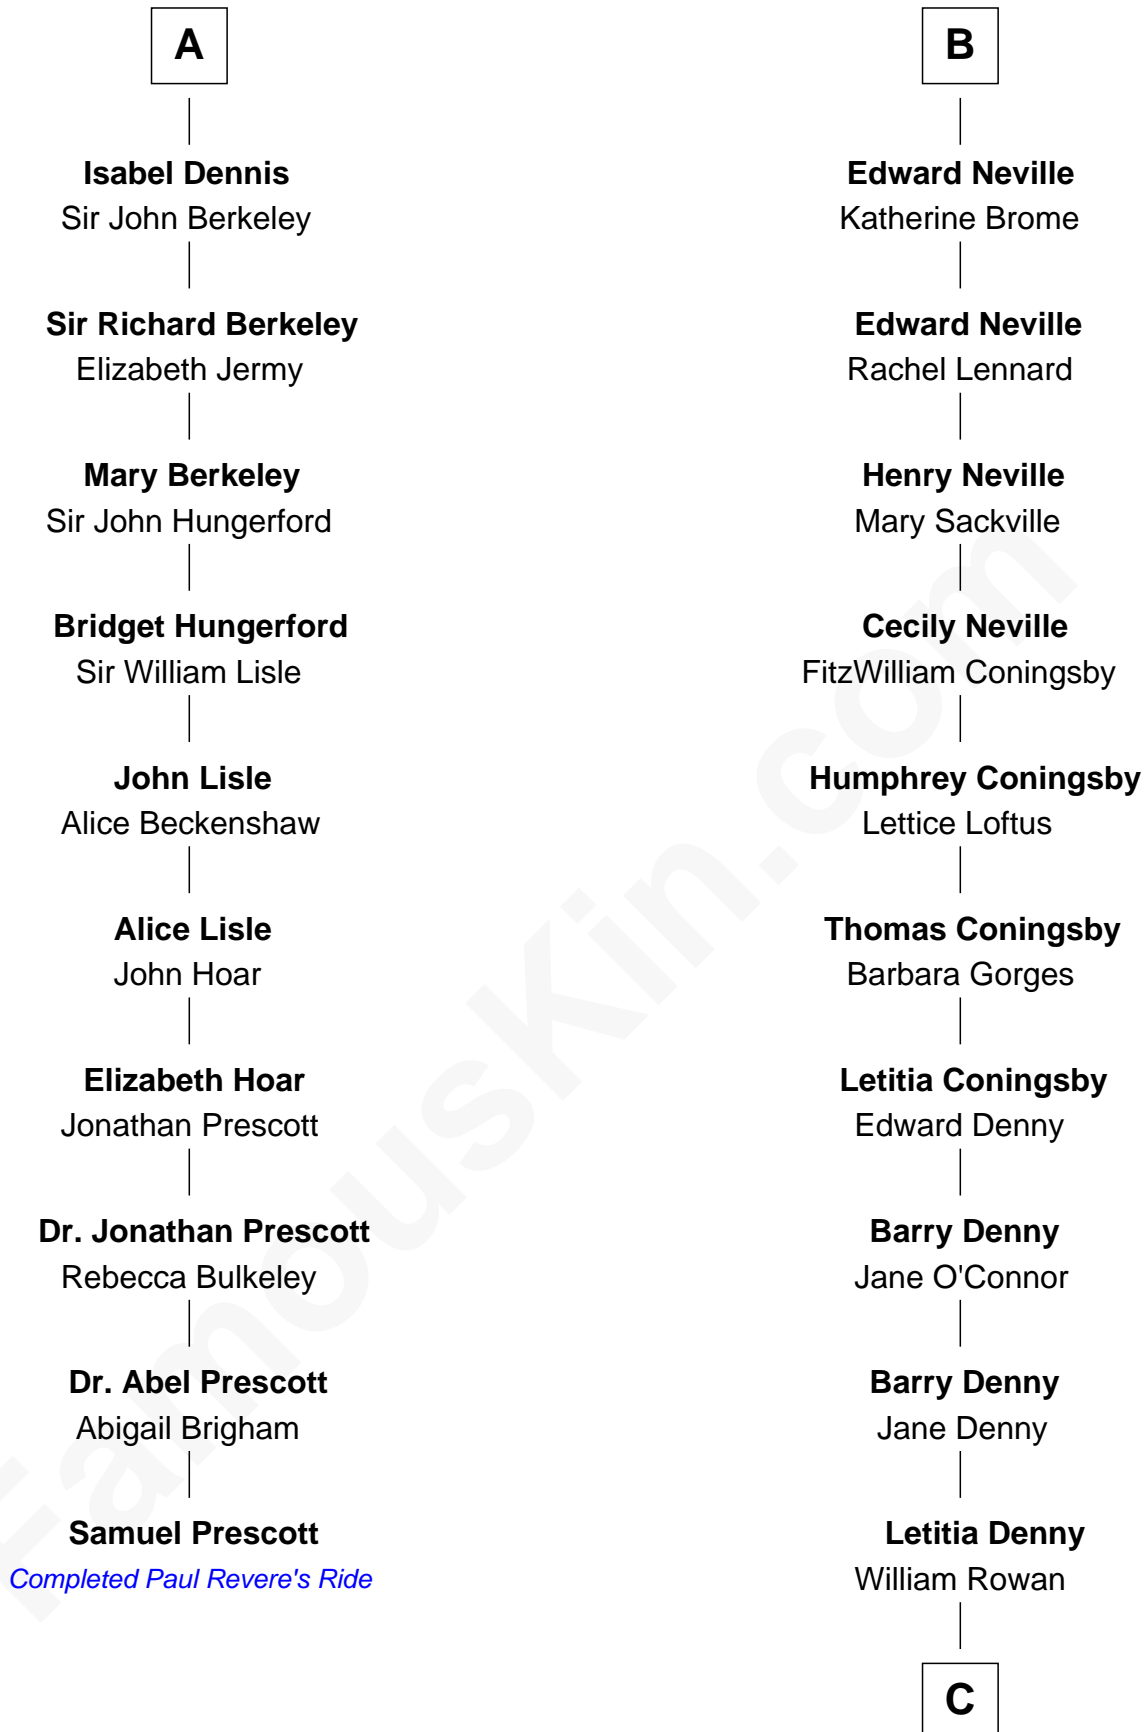 A
Isabel Dennis
Sir John Berkeley
Sir Richard Berkeley
Elizabeth Jermy
Mary Berkeley
Sir John Hungerford
Bridget Hungerford
Sir William Lisle
John Lisle
Alice Beckenshaw
Alice Lisle
John Hoar
Elizabeth Hoar
Jonathan Prescott
Dr. Jonathan Prescott
Rebecca Bulkeley
Dr. Abel Prescott
Abigail Brigham
Samuel Prescott
Completed Paul Revere's Ride
B
Edward Neville
Katherine Brome
Edward Neville
Rachel Lennard
Henry Neville
Mary Sackville
Cecily Neville
FitzWilliam Coningsby
Humphrey Coningsby
Lettice Loftus
Thomas Coningsby
Barbara Gorges
Letitia Coningsby
Edward Denny
Barry Denny
Jane O'Connor
Barry Denny
Jane Denny
Letitia Denny
William Rowan
C
FamousKin.com